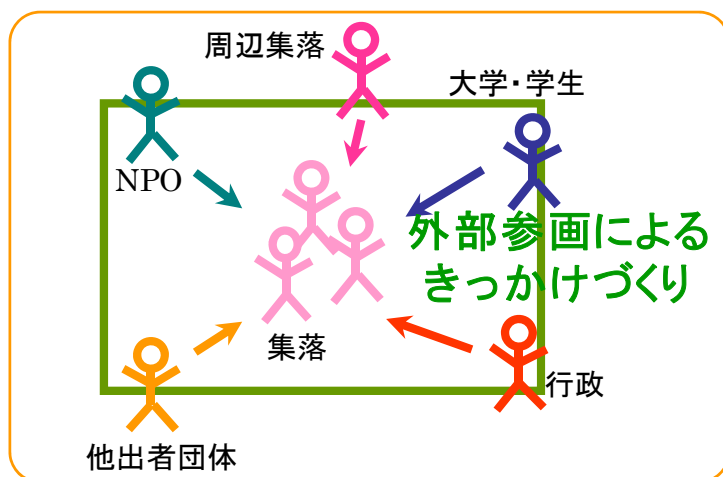 周辺集落
大学・学生
NPO
外部参画による
きっかけづくり
集落
行政
他出者団体